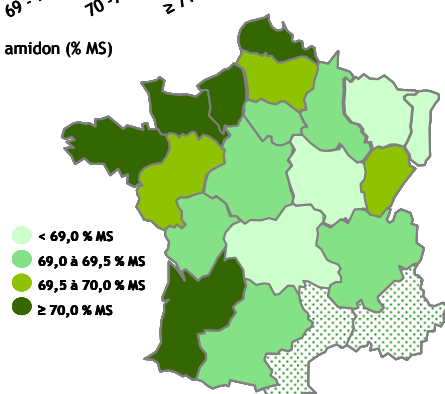 amidon (% MS)
< 69,0 % MS
69,0 à 69,5 % MS
69,5 à 70,0 % MS
≥ 70,0 % MS